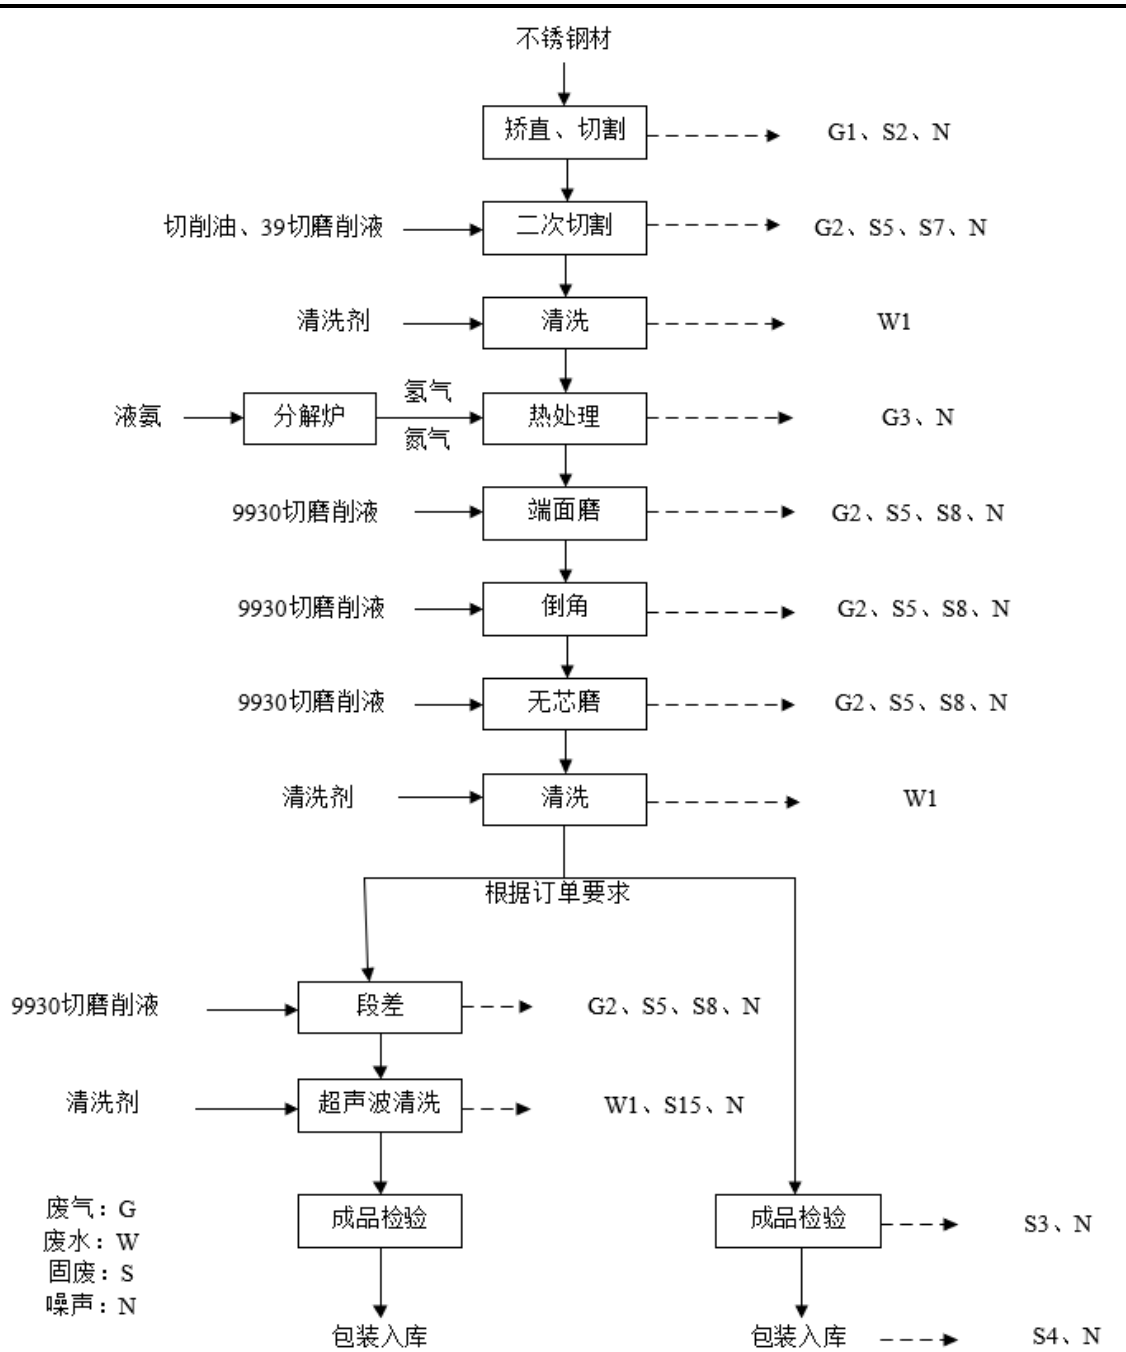 不锈钢材
矫直、切割
G1、S2、N
切削油、39切磨削液
二次切割
G2、S5、S7、N
清洗剂
清洗
W1
液氨
分解炉
氢气
氮气
热处理
G3、N
9930切磨削液
端面磨
G2、S5、S8、N
9930切磨削液
倒角
G2、S5、S8、N
9930切磨削液
无芯磨
G2、S5、S8、N
清洗剂
清洗
W1
根据订单要求
9930切磨削液
段差
G2、S5、S8、N
清洗剂
超声波清洗
W1、S15、N
废气：G
废水：W
固废：S
噪声：N
成品检验
成品检验
S3、N
包装入库
包装入库
S4、N